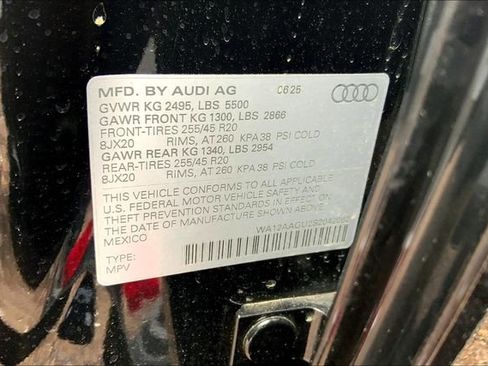 MFD. BY AUDI AG 06 25
GVWR KG 2495, LBS 5500
GAWR FRONT KG 1300, LBS 2866
FRONT-TIRES 255/45 R20
8JX20 RIMS, AT 260 KPA 38 PSI COLD
GAWR REAR KG 1340, LBS 2954
REAR-TIRES 255/45 R20
8JX20 RIMS, AT 260 KPA 38 PSI COLD
THIS VEHICLE CONFORMS TO ALL APPLICABLE
U.S. FEDERAL MOTOR VEHICLE SAFETY AND
THEFT PREVENTION STANDARDS IN EFFECT ON
THE DATE OF MANUFACTURE SHOWN ABOVE.
MEXICO
TYPE:
MPV